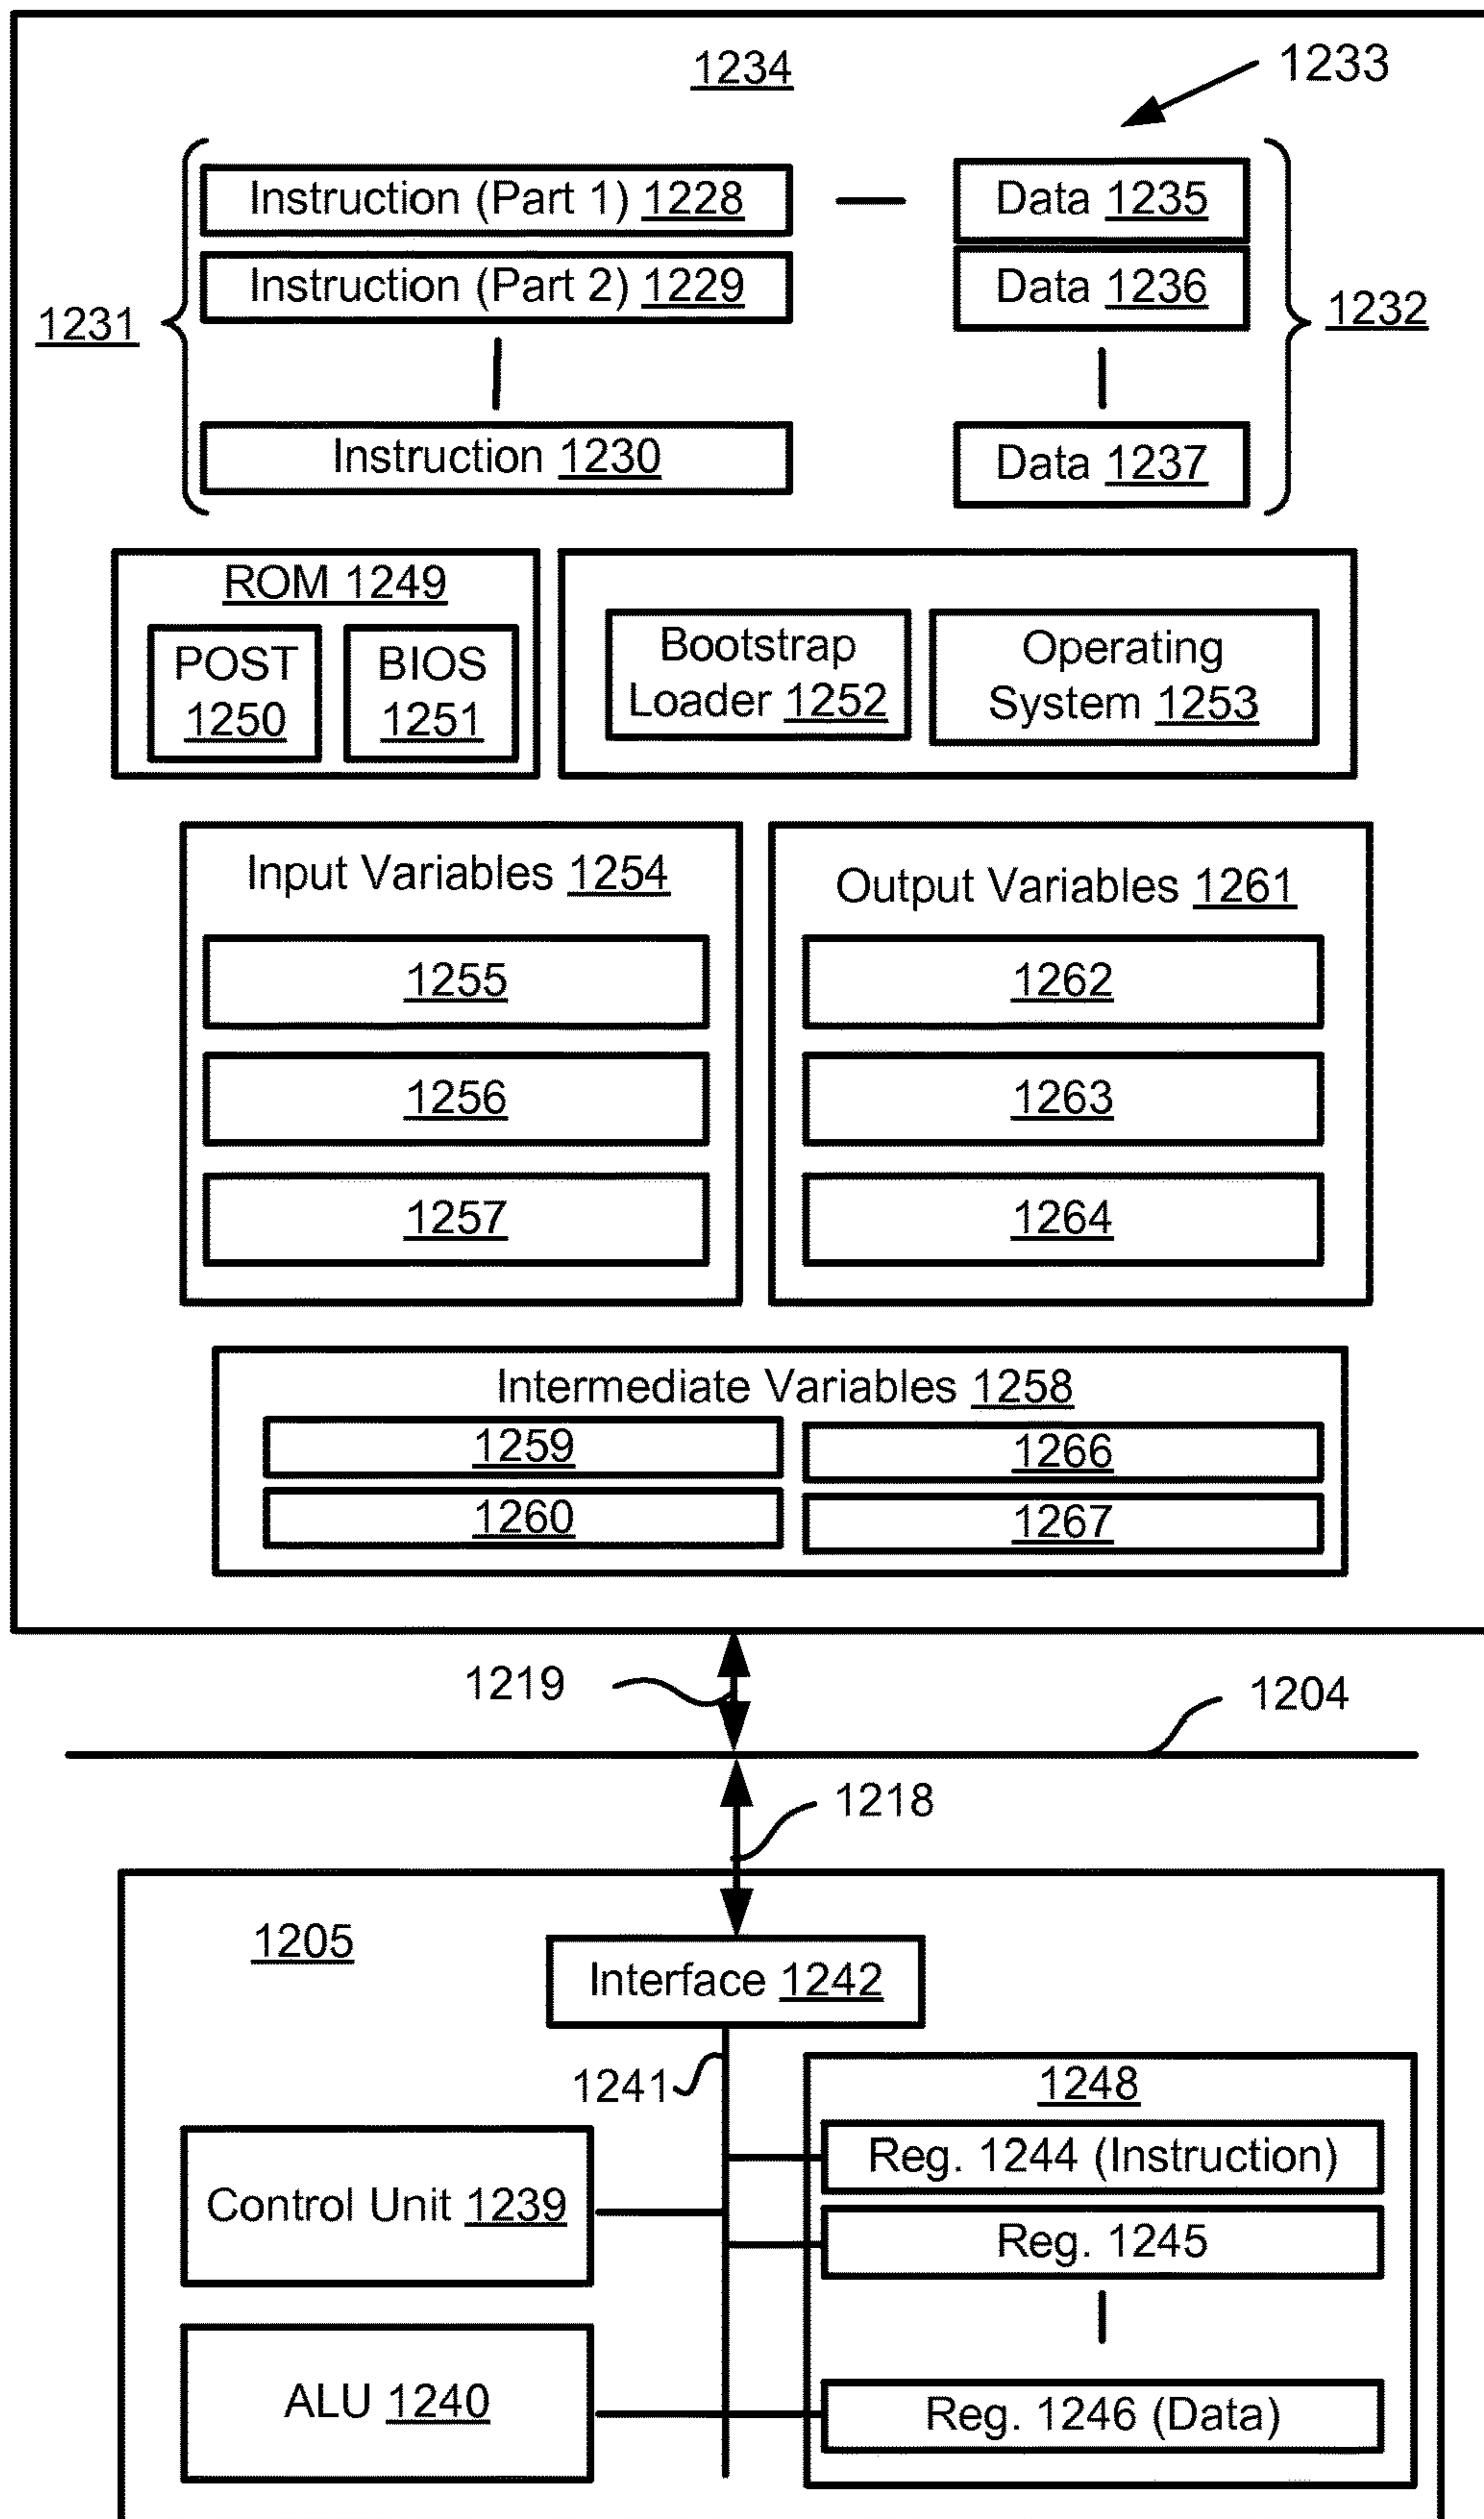 1234
1233
Instruction (Part 1) 1228
Data 1235
Instruction (Part 2) 1229
Data 1236
1231
1232
Instruction 1230
Data 1237
ROM 1249
POST
1250
BIOS
1251
Bootstrap
Loader 1252
Operating
System 1253
Input Variables 1254
1255
1256
1257
Output Variables 1261
1262
1263
1264
Intermediate Variables 1258
1259
1266
1260
1267
1219
1204
1218
1205
Interface 1242
1241
1248
Reg. 1244 (Instruction)
Control Unit 1239
Reg. 1245
ALU 1240
Reg. 1246 (Data)